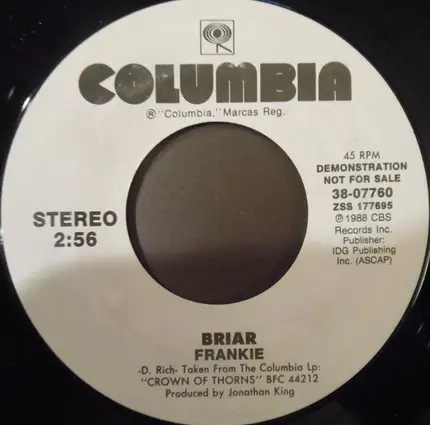 COLUMBIA
®"Columbia," Marcas Reg.
45 RPM
DEMONSTRATION
NOT FOR SALE
38-07760
ZSS 177695
℗ 1988 CBS
Records Inc.
Publisher:
IDG Publishing
Inc. (ASCAP)
STEREO
2:56
BRIAR
FRANKIE
-D. Rich- Taken From The Columbia Lp:
"CROWN OF THORNS" BFC 44212
Produced by Jonathan King